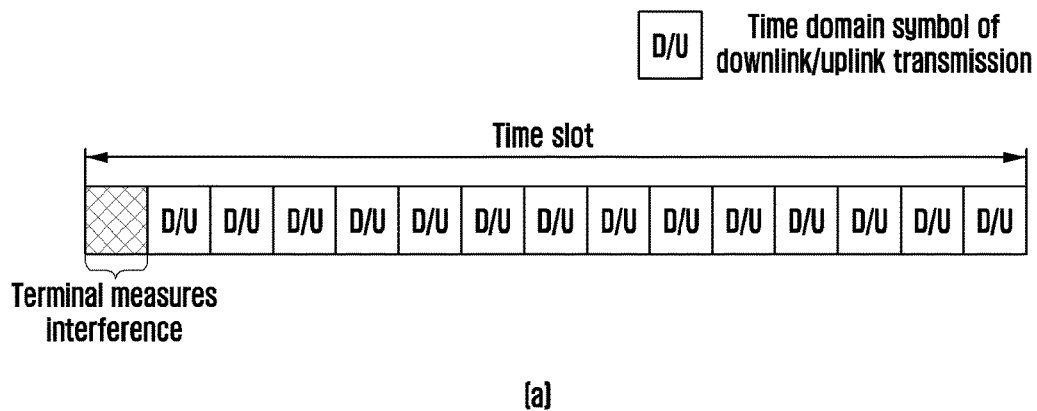 D/U
Time domain symbol of
downlink/uplink transmission
Time slot
D/U D/U D/U D/U D/U D/U D/U D/U D/U D/U D/U D/U D/U D/U
Terminal measures
interference
(a)